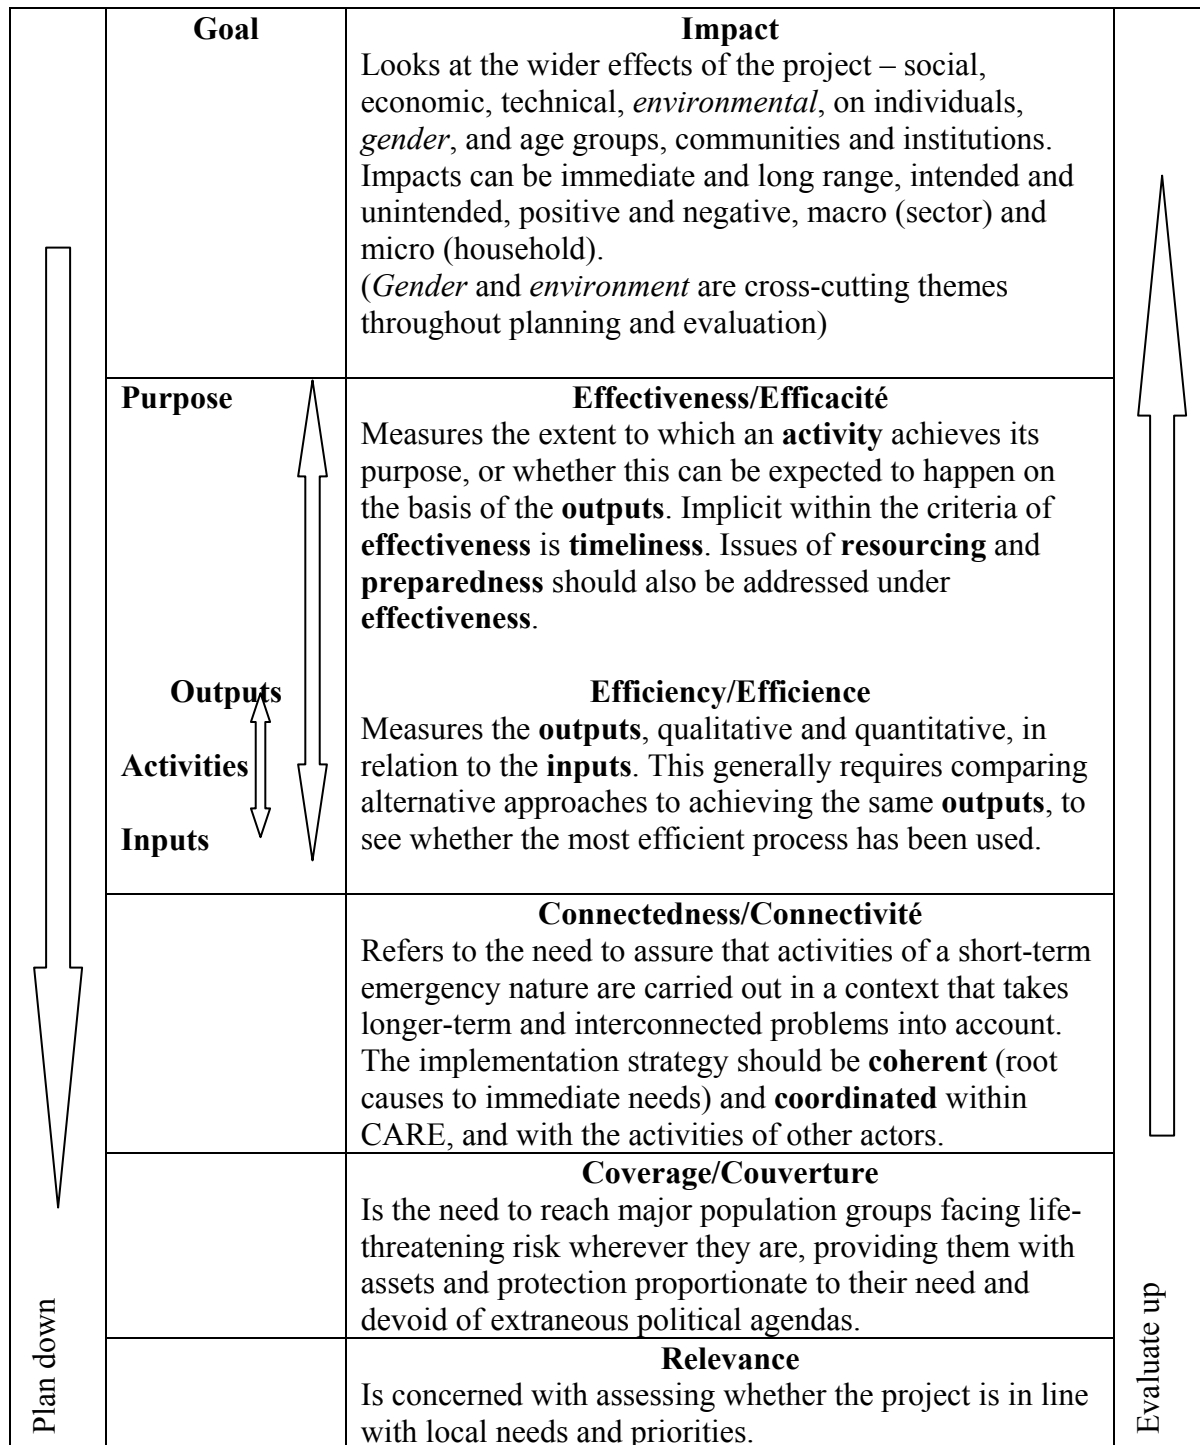 Goal
Impact
Looks at the wider effects of the project – social,
economic, technical, environmental, on individuals,
gender, and age groups, communities and institutions.
Impacts can be immediate and long range, intended and
unintended, positive and negative, macro (sector) and
micro (household).
(Gender and environment are cross-cutting themes
throughout planning and evaluation)
Purpose
Effectiveness/Efficacité
Measures the extent to which an activity achieves its
purpose, or whether this can be expected to happen on
the basis of the outputs. Implicit within the criteria of
effectiveness is timeliness. Issues of resourcing and
preparedness should also be addressed under
effectiveness.
Outputs
Activities
Inputs
Efficiency/Efficience
Measures the outputs, qualitative and quantitative, in
relation to the inputs. This generally requires comparing
alternative approaches to achieving the same outputs, to
see whether the most efficient process has been used.
Connectedness/Connectivité
Refers to the need to assure that activities of a short-term
emergency nature are carried out in a context that takes
longer-term and interconnected problems into account.
The implementation strategy should be coherent (root
causes to immediate needs) and coordinated within
CARE, and with the activities of other actors.
Coverage/Couverture
Is the need to reach major population groups facing life-
threatening risk wherever they are, providing them with
assets and protection proportionate to their need and
devoid of extraneous political agendas.
Relevance
Is concerned with assessing whether the project is in line
with local needs and priorities.
Plan down
Evaluate up